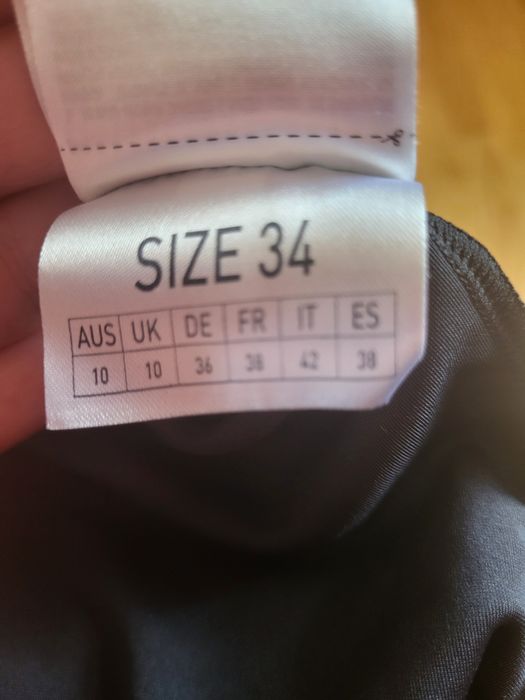 SIZE 34
AUS UK DE FR IT ES
10 10 36 38 42 38